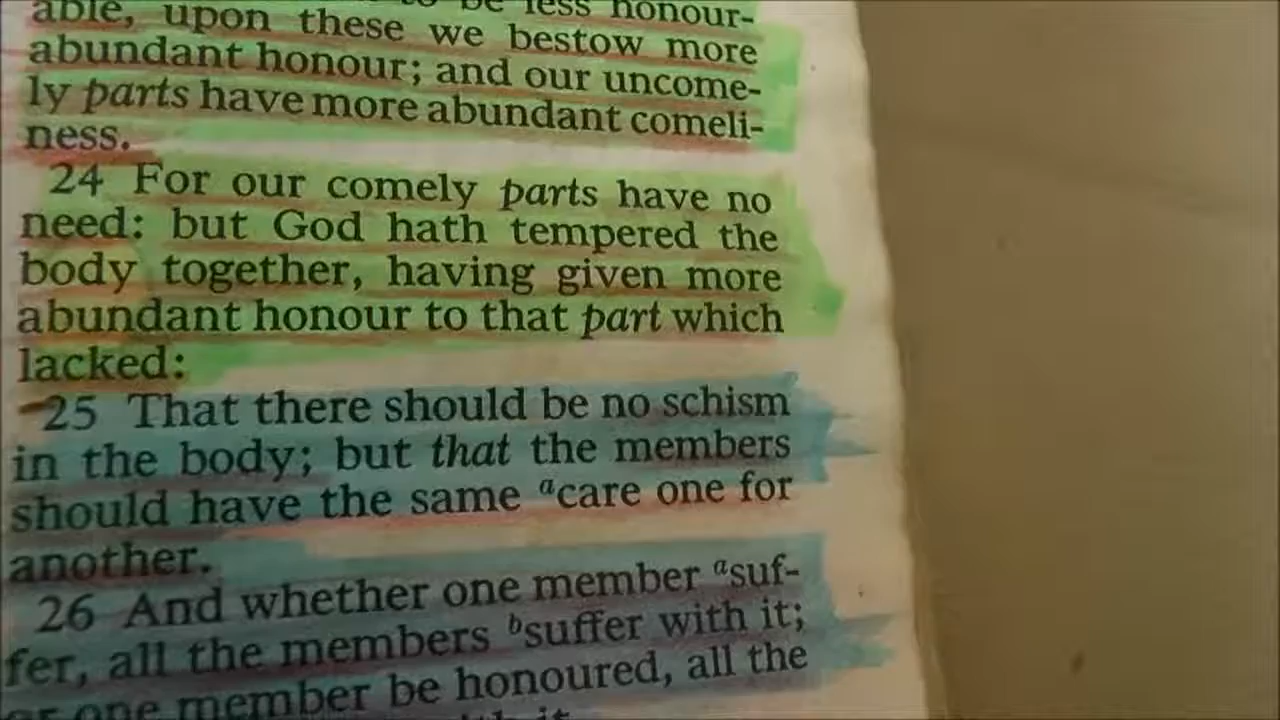 able, upon these we bestow more
abundant honour; and our uncome-
ly parts have more abundant comeli-
ness.
24 For our comely parts have no
need: but God hath tempered the
body together, having given more
abundant honour to that part which
lacked:
25 That there should be no schism
in the body; but that the members
should have the same ᵃcare one for
another.
26 And whether one member ᵃsuf-
fer, all the members ᵇsuffer with it;
or one member be honoured, all the